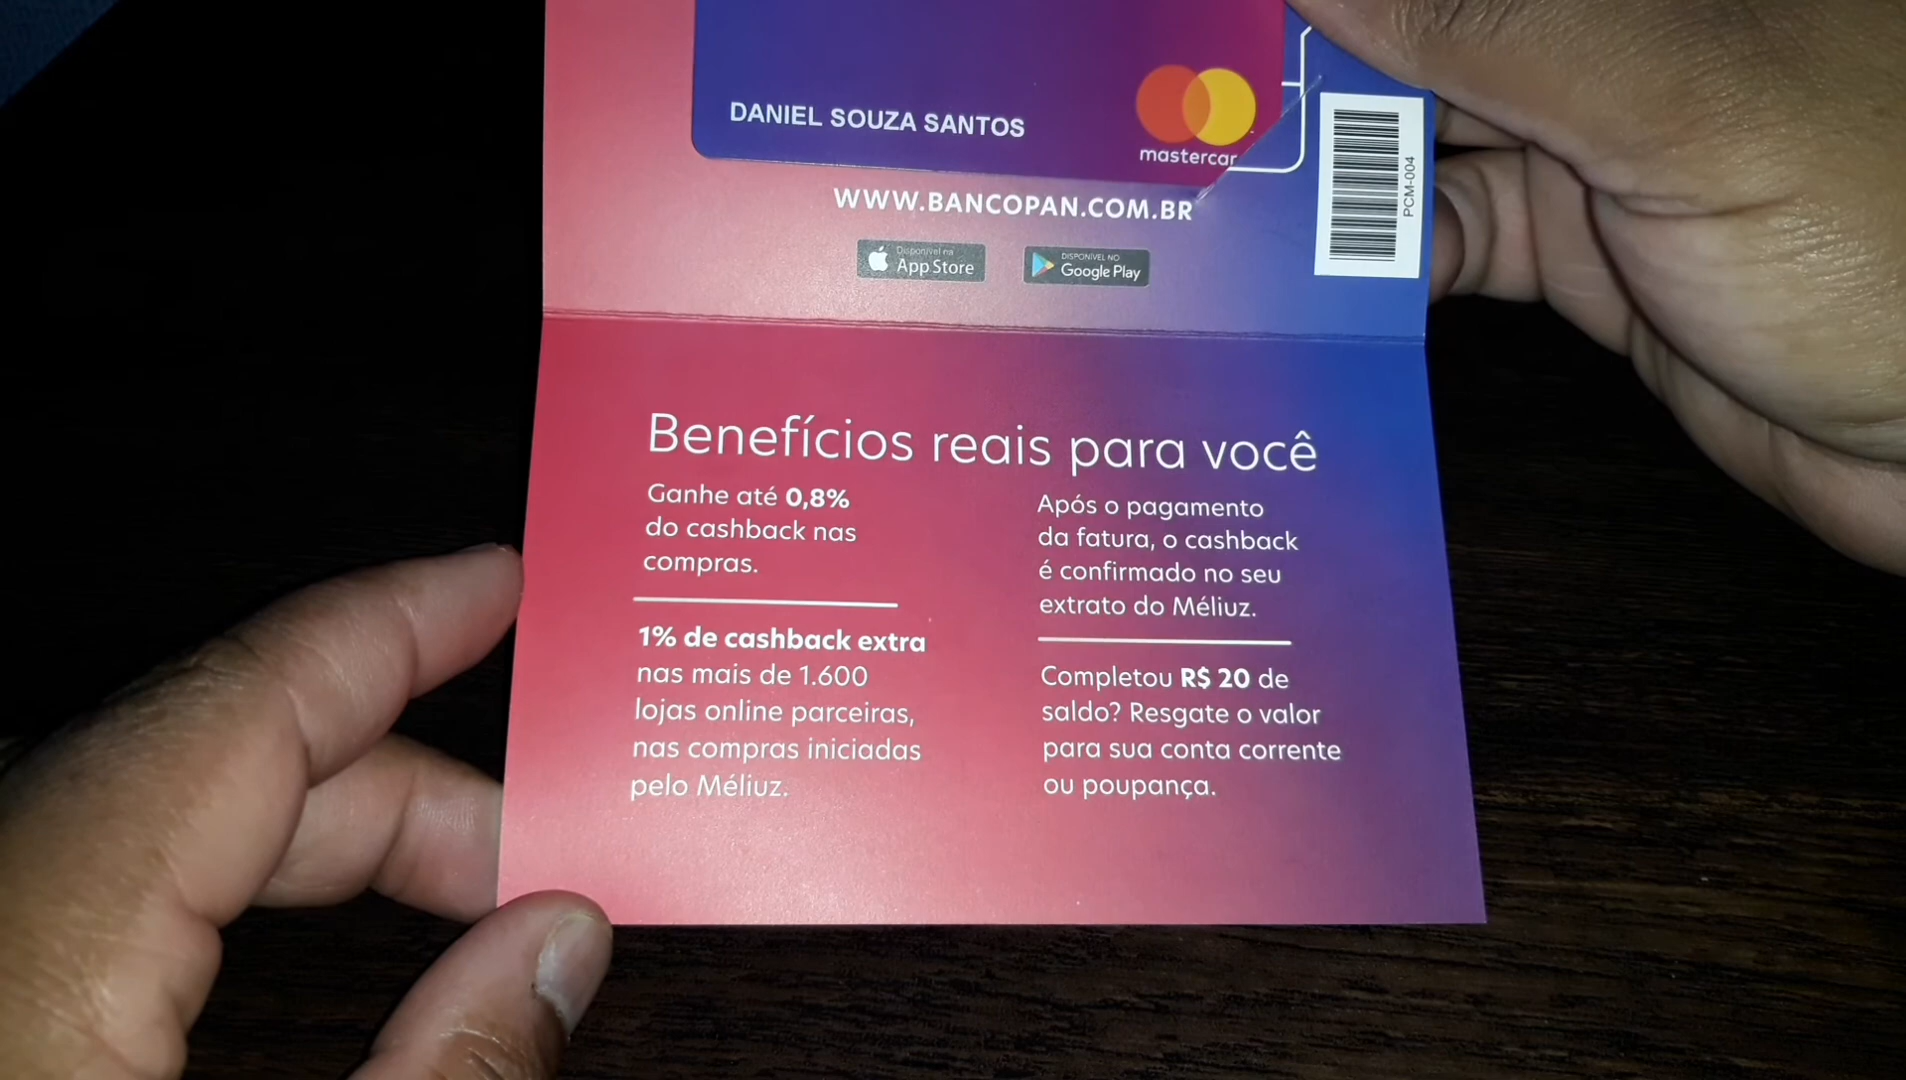 DANIEL SOUZA SANTOS
mastercar
WWW.BANCOPAN.COM.BR
Disponível na
App Store
DISPONÍVEL NO
Google Play
PCM-004
Benefícios reais para você
Ganhe até 0,8%
do cashback nas
compras.
1% de cashback extra
nas mais de 1.600
lojas online parceiras,
nas compras iniciadas
pelo Méliuz.
Após o pagamento
da fatura, o cashback
é confirmado no seu
extrato do Méliuz.
Completou R$ 20 de
saldo? Resgate o valor
para sua conta corrente
ou poupança.